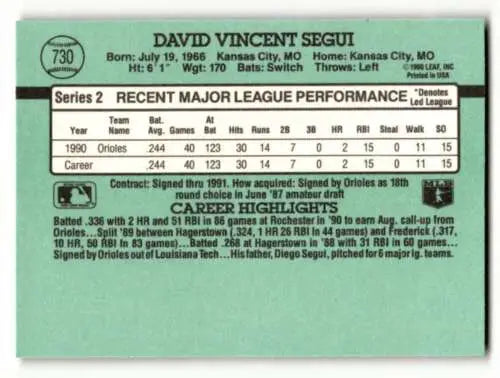 730
DAVID VINCENT SEGUI
Born: July 19, 1966 Kansas City, MO Home: Kansas City, MO
Ht: 6' 1" Wgt: 170 Bats: Switch Throws: Left
© 1990 LEAF, INC
Printed in USA
Series 2 RECENT MAJOR LEAGUE PERFORMANCE *Denotes Led League
Year Team Name Bat. Avg. Games At Bat Hits Runs 2B 3B HR RBI Steal Walk SO
1990 Orioles .244 40 123 30 14 7 0 2 15 0 11 15
Career .244 40 123 30 14 7 0 2 15 0 11 15
Contract: Signed thru 1991. How acquired: Signed by Orioles as 18th
round choice in June '87 amateur draft
CAREER HIGHLIGHTS
Batted .336 with 2 HR and 51 RBI in 86 games at Rochester in '90 to earn Aug. call-up from
Orioles...Split '89 between Hagerstown (.324, 1 HR 26 RBI in 44 games) and Frederick (.317,
10 HR, 50 RBI in 83 games)...Batted .268 at Hagerstown in '88 with 31 RBI in 60 games...
Signed by Orioles out of Louisiana Tech...His father, Diego Segui, pitched for 6 major lg. teams.
MLB